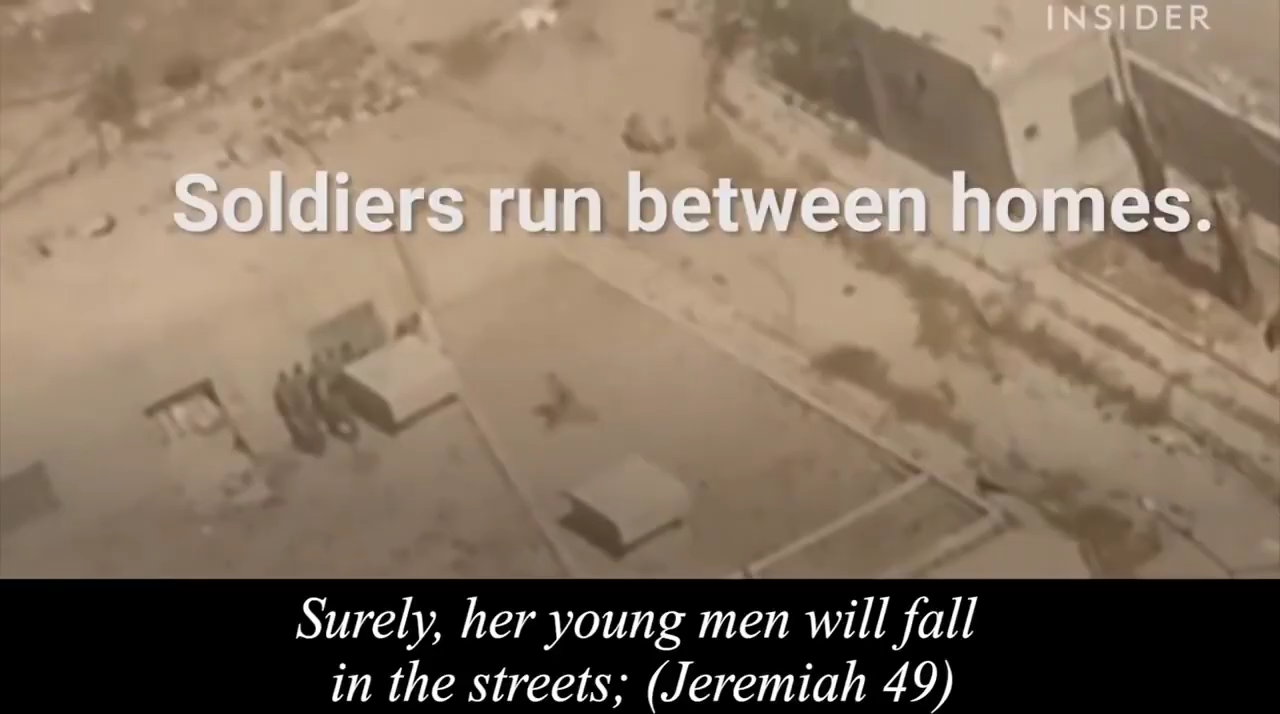 INSIDER
Soldiers run between homes.
Surely, her young men will fall
in the streets; (Jeremiah 49)